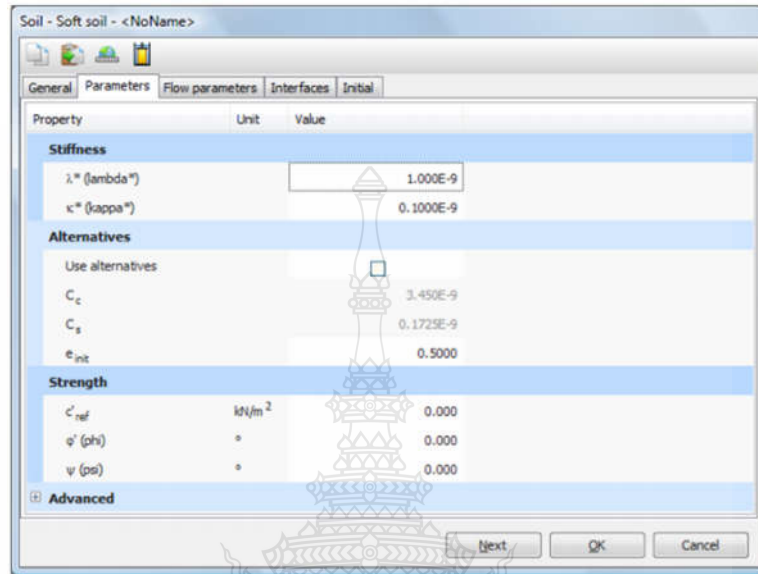 Soil - Soft soil - <NoName>
General Parameters Flow parameters Interfaces Initial
Property Unit Value
Stiffness
λ* (lambda*) 1.000E-9
κ* (kappa*) 0.1000E-9
Alternatives
Use alternatives
Cc 3.450E-9
Cs 0.1725E-9
einit 0.5000
Strength
c'ref kN/m² 0.000
φ' (phi) ° 0.000
ψ (psi) ° 0.000
Advanced
Next OK Cancel